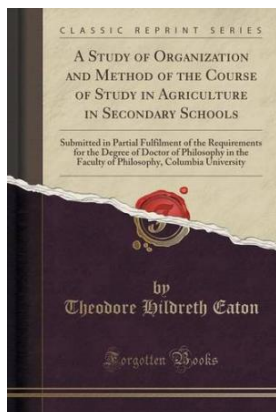 CLASSIC REPRINT SERIES
A STUDY OF ORGANIZATION
AND METHOD OF THE COURSE
OF STUDY IN AGRICULTURE
IN SECONDARY SCHOOLS
Submitted in Partial Fulfilment of the Requirements
for the Degree of Doctor of Philosophy in the
Faculty of Philosophy, Columbia University
by
Theodore Hildreth Eaton
Forgotten Books